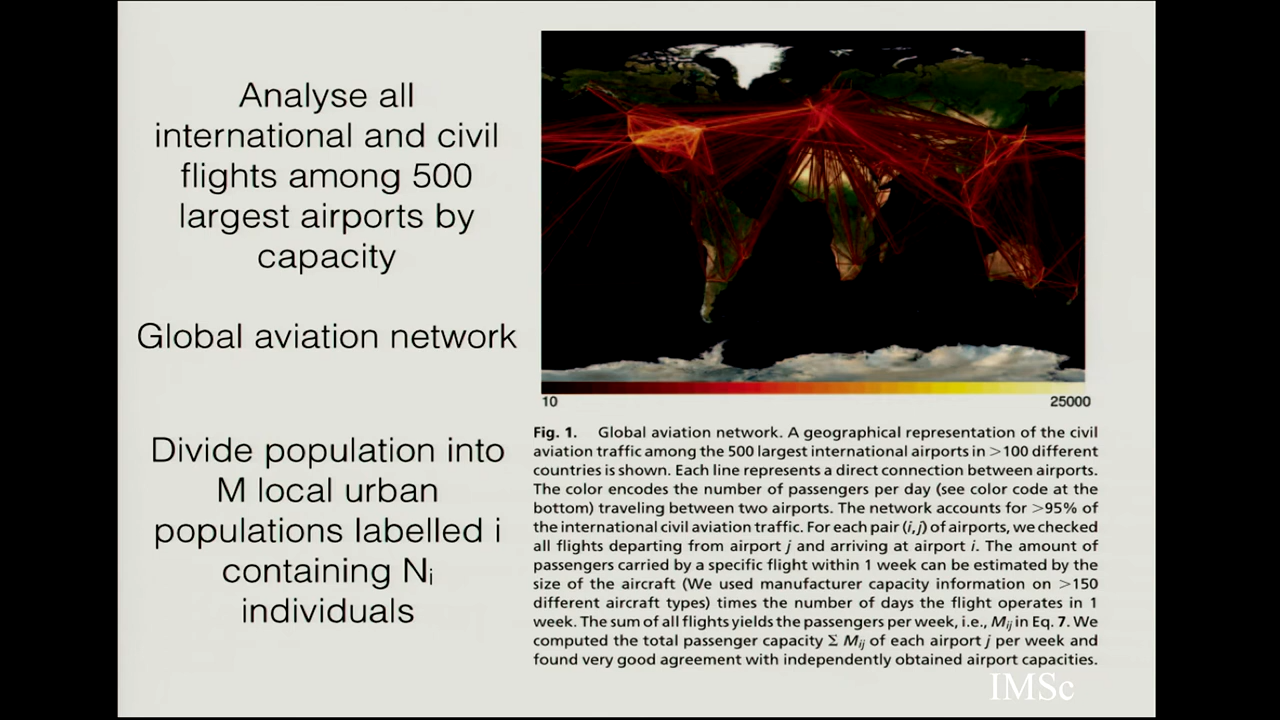 Analyse all
international and civil
flights among 500
largest airports by
capacity
Global aviation network
Divide population into
M local urban
populations labelled i
containing Nᵢ
individuals
10 25000
Fig. 1. Global aviation network. A geographical representation of the civil
aviation traffic among the 500 largest international airports in >100 different
countries is shown. Each line represents a direct connection between airports.
The color encodes the number of passengers per day (see color code at the
bottom) traveling between two airports. The network accounts for >95% of
the international civil aviation traffic. For each pair (i,j) of airports, we checked
all flights departing from airport j and arriving at airport i. The amount of
passengers carried by a specific flight within 1 week can be estimated by the
size of the aircraft (We used manufacturer capacity information on >150
different aircraft types) times the number of days the flight operates in 1
week. The sum of all flights yields the passengers per week, i.e., Mᵢⱼ in Eq. 7. We
computed the total passenger capacity Σ Mᵢⱼ of each airport j per week and
found very good agreement with independently obtained airport capacities.
IMSc